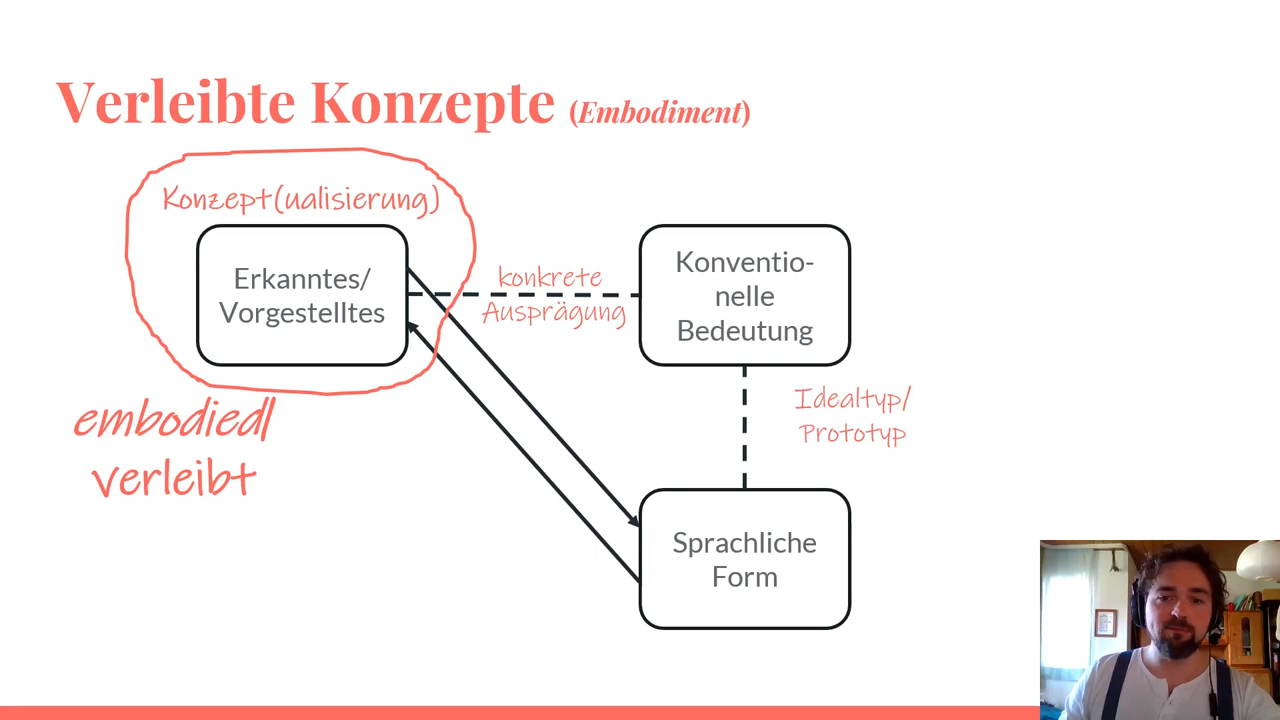 Verleibte Konzepte (Embodiment)
Konzept(ualisierung)
Erkanntes/
Vorgestelltes
konkrete
Ausprägung
Konventio-
nelle
Bedeutung
embodied/
verleibt
Idealtyp/
Prototyp
Sprachliche
Form